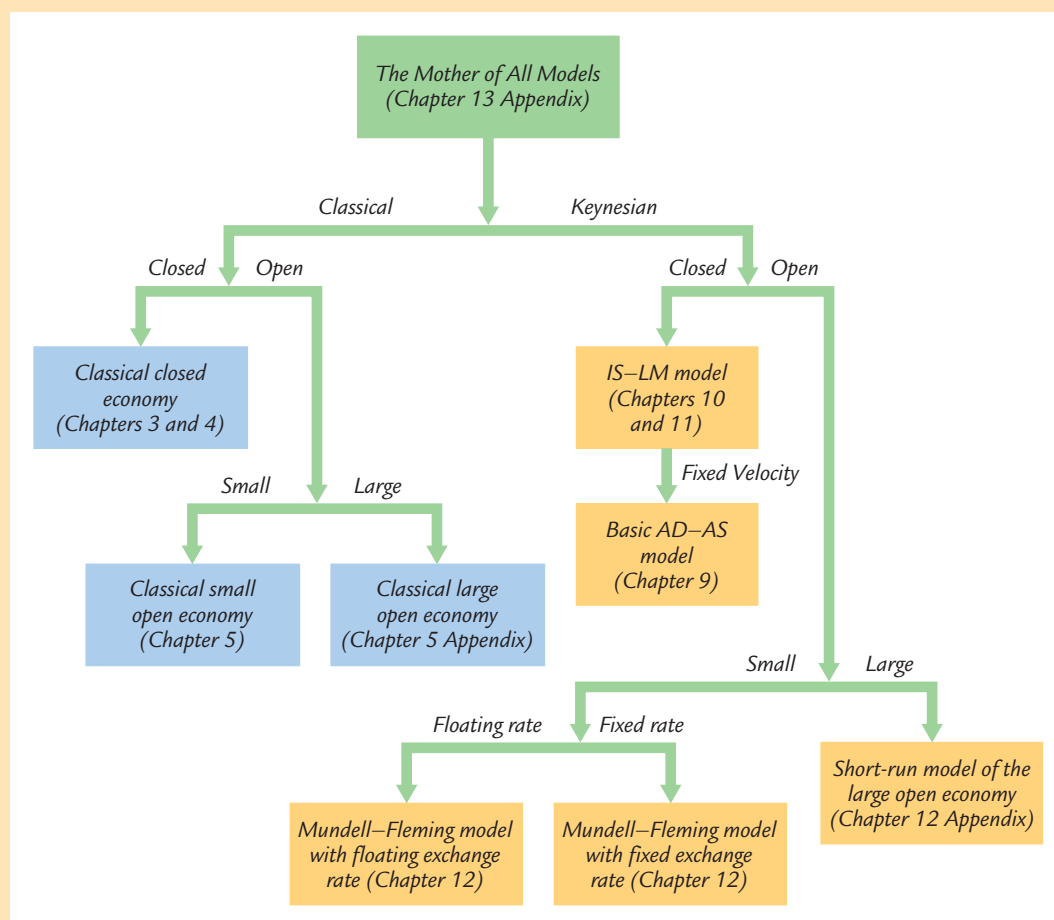 The Mother of All Models
(Chapter 13 Appendix)
Classical Keynesian
Closed Open
Closed Open
Classical closed
economy
(Chapters 3 and 4)
IS–LM model
(Chapters 10
and 11)
Fixed Velocity
Small Large
Basic AD–AS
model
(Chapter 9)
Classical small
open economy
(Chapter 5)
Classical large
open economy
(Chapter 5 Appendix)
Small Large
Floating rate Fixed rate
Short-run model of the
large open economy
(Chapter 12 Appendix)
Mundell–Fleming model
with floating exchange
rate (Chapter 12)
Mundell–Fleming model
with fixed exchange
rate (Chapter 12)